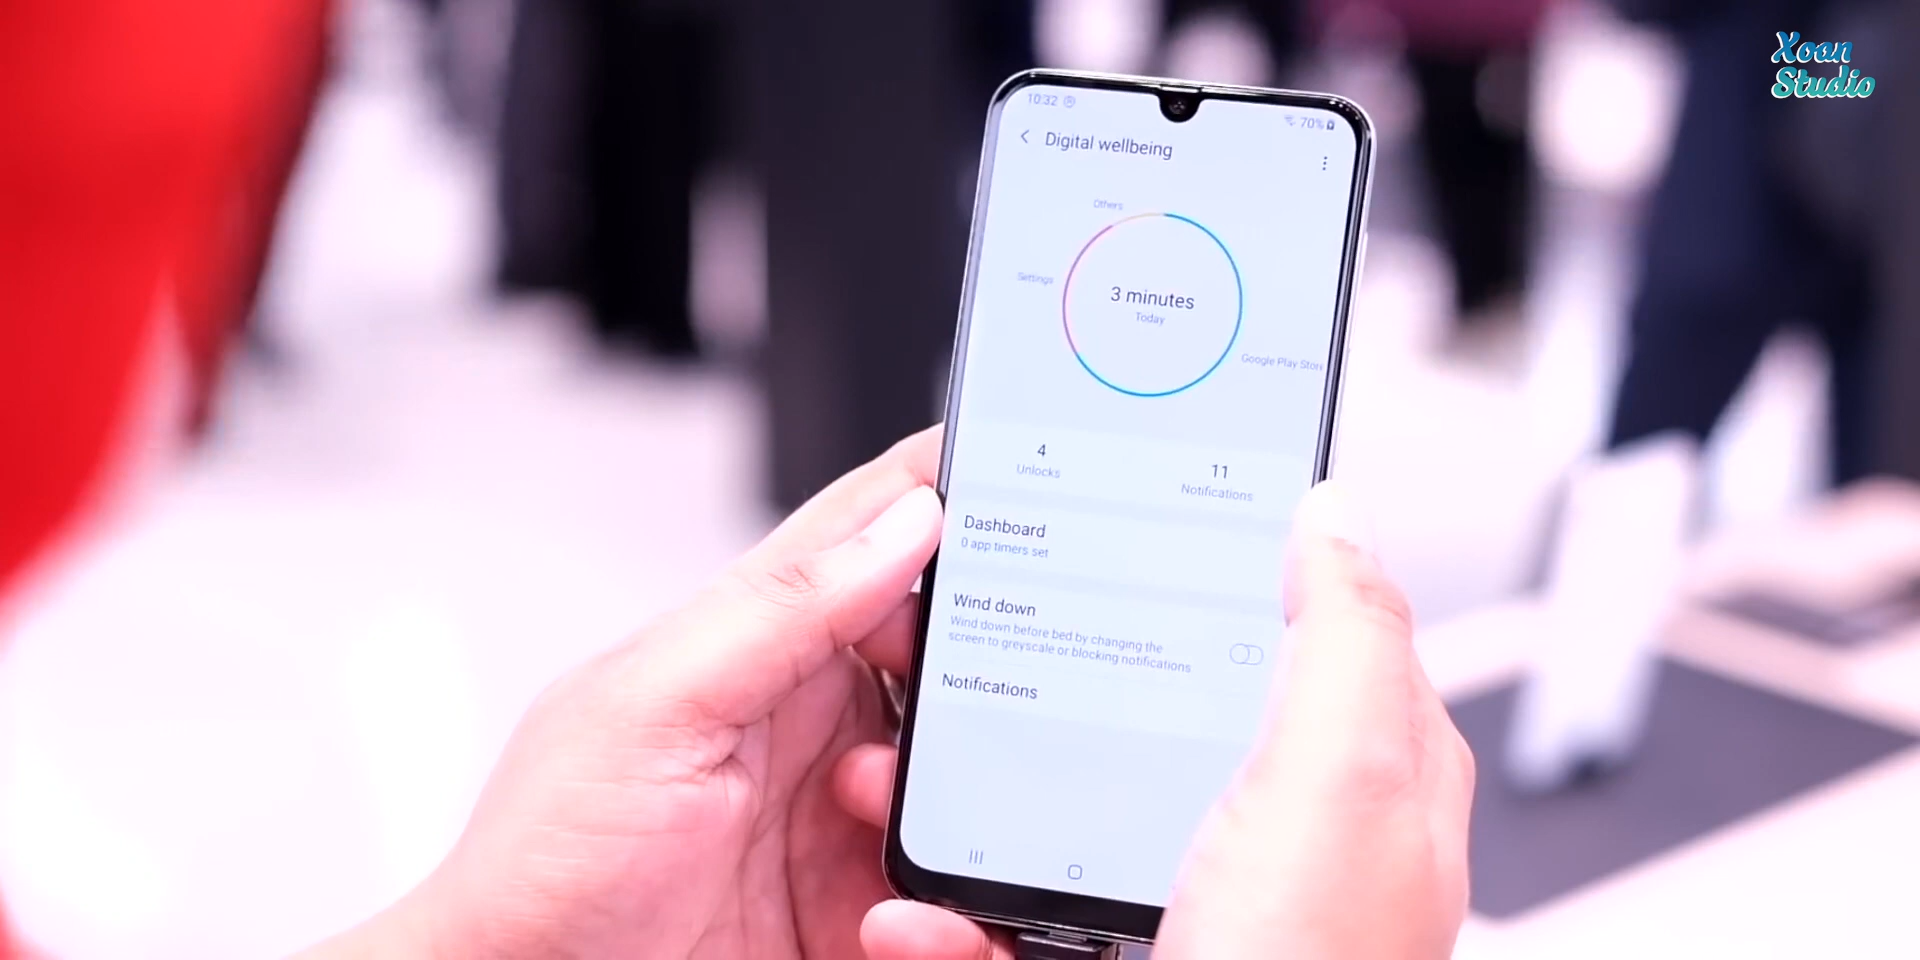 Xoan
Studio
10:32
70%
Digital wellbeing
Others
Settings
3 minutes
Today
Google Play Stor
4
Unlocks
11
Notifications
Dashboard
0 app timers set
Wind down
Wind down before bed by changing the
screen to greyscale or blocking notifications
Notifications